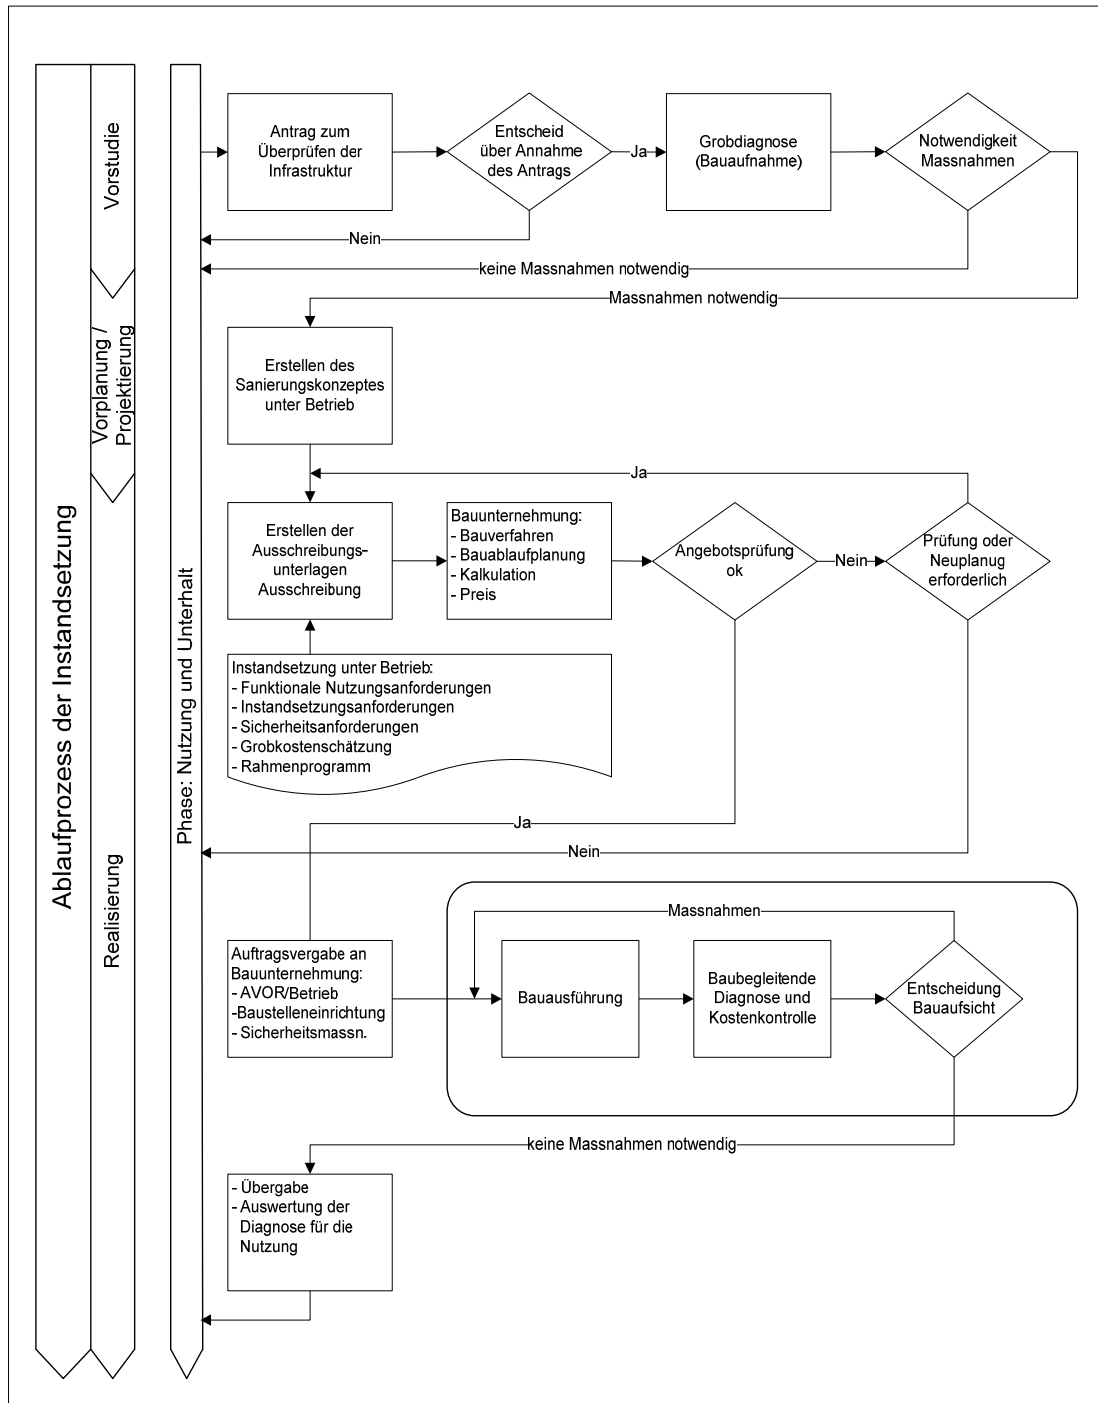 Ablaufprozess der Instandsetzung
Vorstudie
Vorplanung /
Projektierung
Realisierung
Phase: Nutzung und Unterhalt
Antrag zum
Überprüfen der
Infrastruktur
Entscheid
über Annahme
des Antrags
Ja
Grobdiagnose
(Bauaufnahme)
Notwendigkeit
Massnahmen
Nein
keine Massnahmen notwendig
Massnahmen notwendig
Erstellen des
Sanierungskonzeptes
unter Betrieb
Ja
Erstellen der
Ausschreibungs-
unterlagen
Ausschreibung
Bauunternehmung:
- Bauverfahren
- Bauablaufplanung
- Kalkulation
- Preis
Angebotsprüfung
ok
Nein
Prüfung oder
Neuplanug
erforderlich
Instandsetzung unter Betrieb:
- Funktionale Nutzungsanforderungen
- Instandsetzungsanforderungen
- Sicherheitsanforderungen
- Grobkostenschätzung
- Rahmenprogramm
Ja
Nein
Massnahmen
Auftragsvergabe an
Bauunternehmung:
- AVOR/Betrieb
-Baustelleneinrichtung
- Sicherheitsmassn.
Bauausführung
Baubegleitende
Diagnose und
Kostenkontrolle
Entscheidung
Bauaufsicht
keine Massnahmen notwendig
- Übergabe
- Auswertung der
Diagnose für die
Nutzung